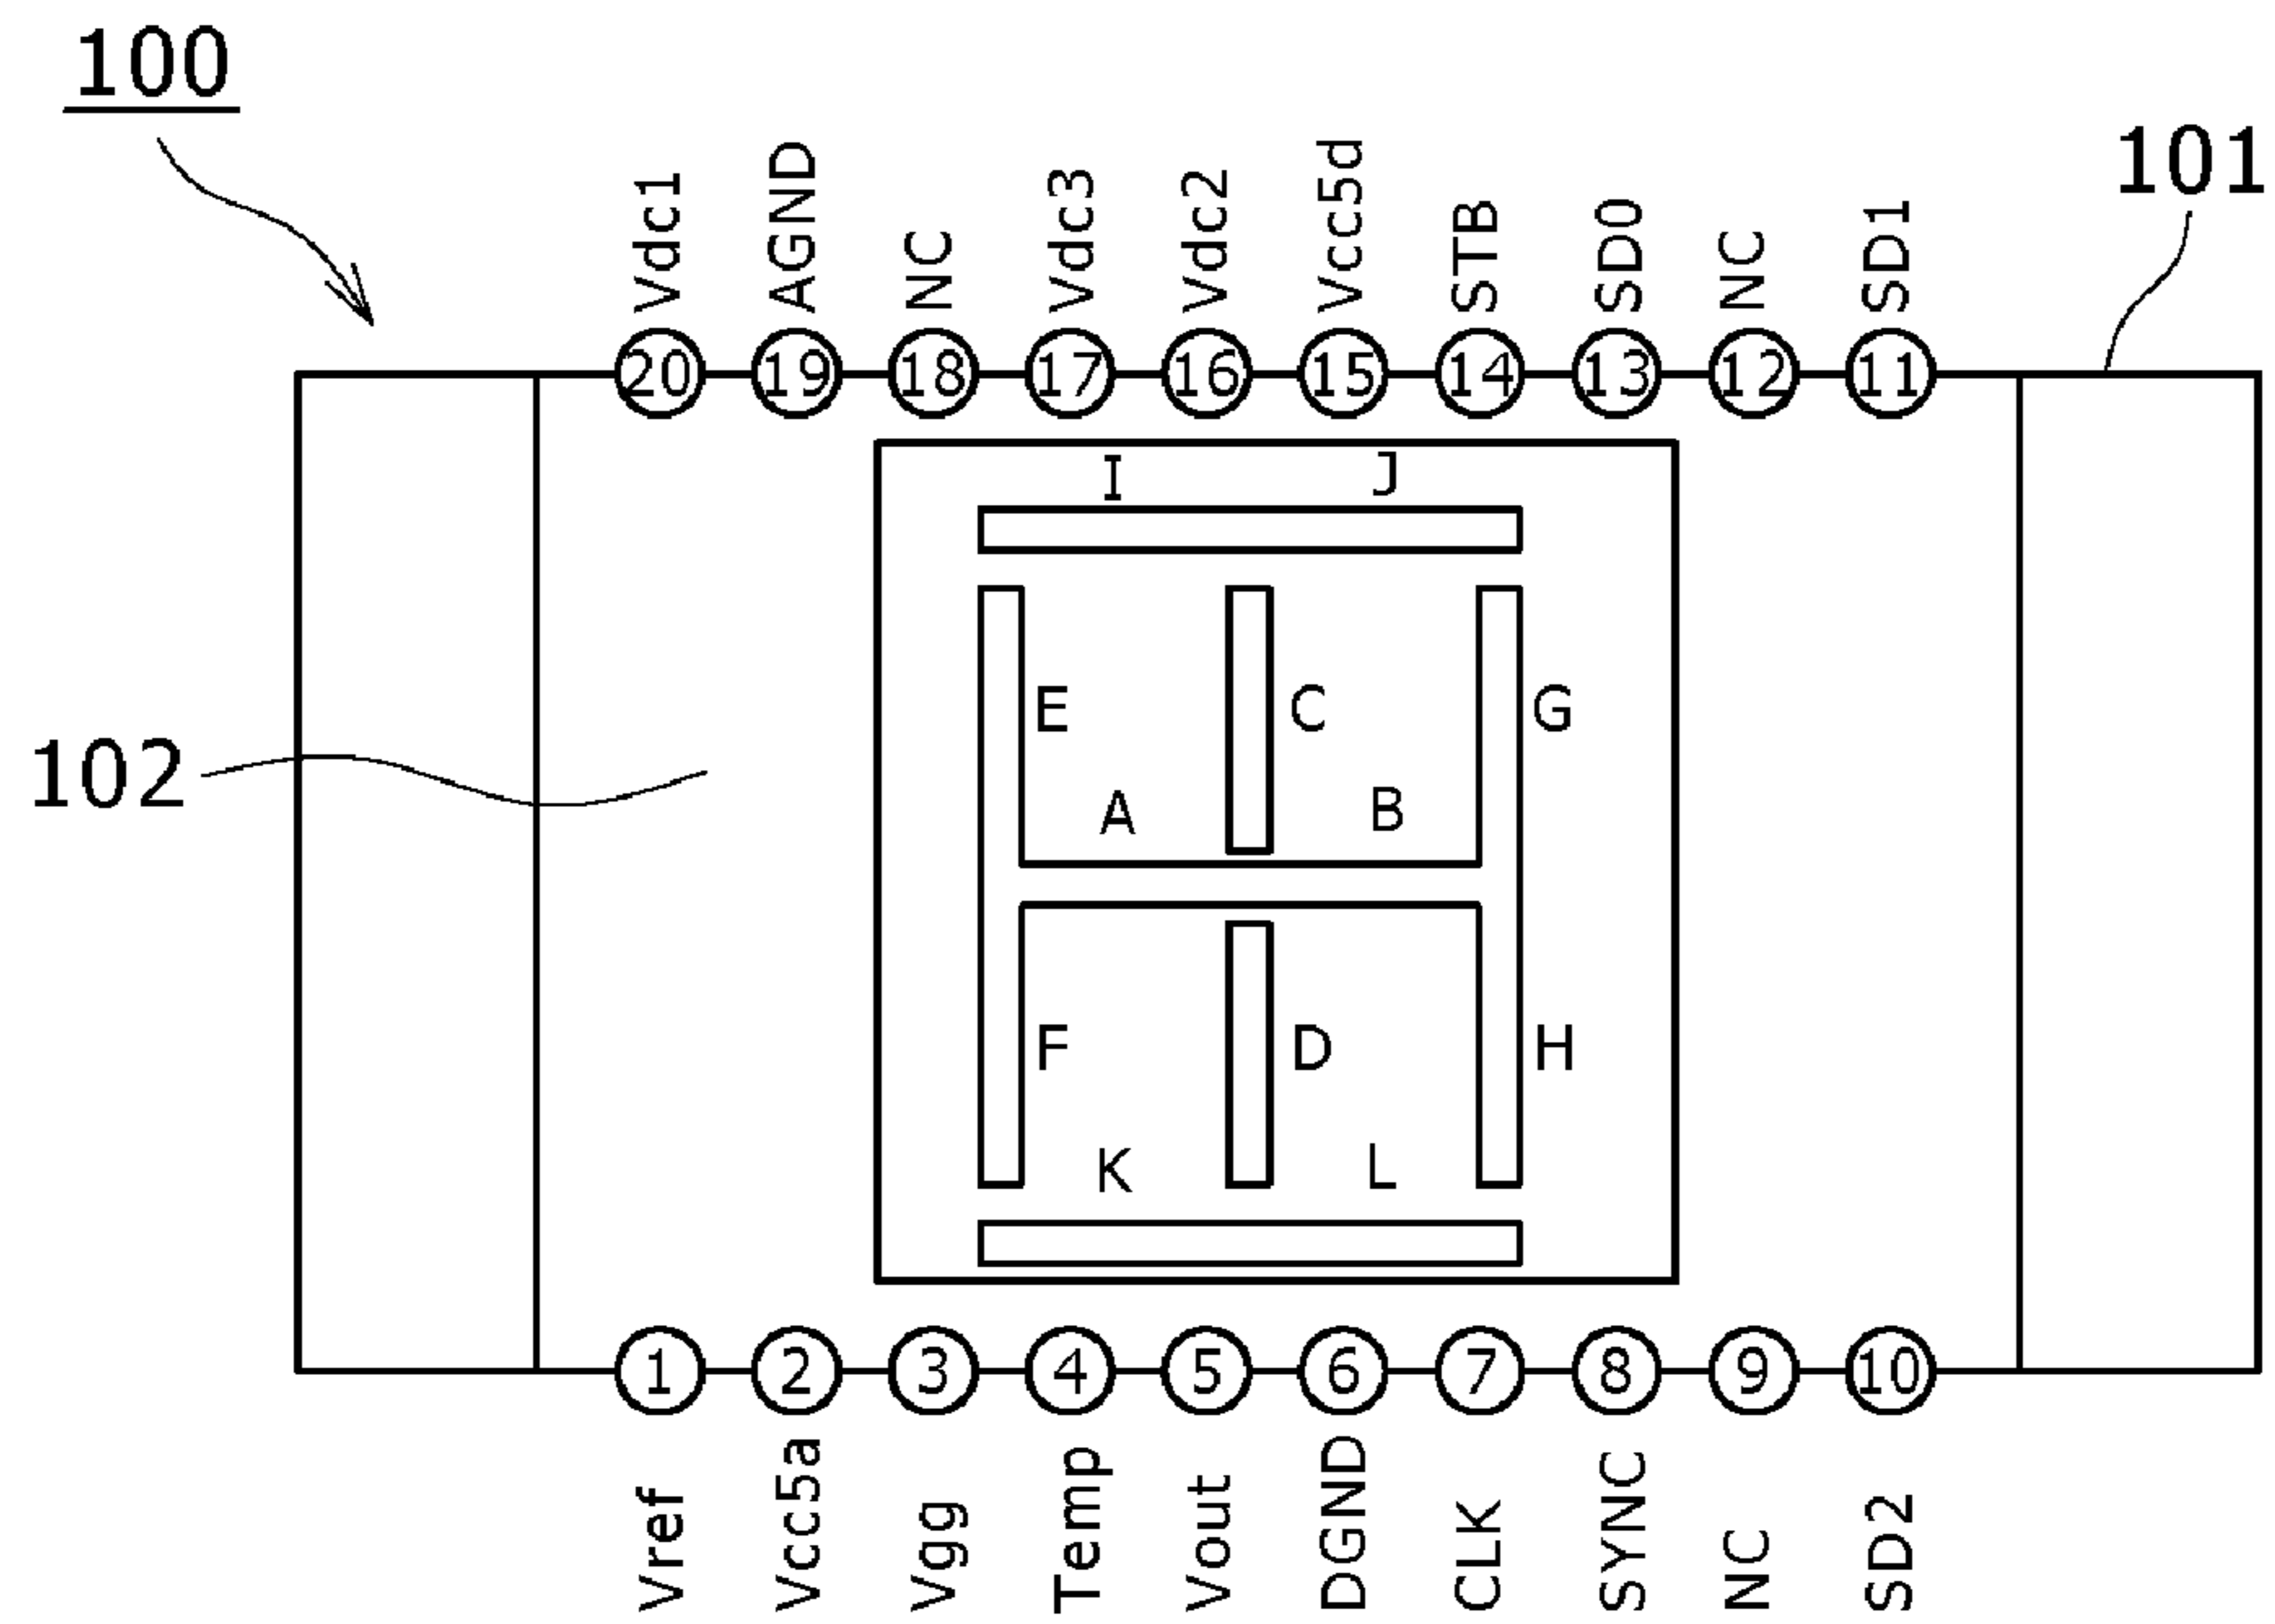 100
101
Vdc1 AGND NC Vdc3 Vdc2 Vcc5d STB SD0 NC SD1
20 19 18 17 16 15 14 13 12 11
I J
E C G
102
A B
F D H
K L
1 2 3 4 5 6 7 8 9 10
Vref Vcc5a Vgg Temp Vout DGND CLK SYNC NC SD2